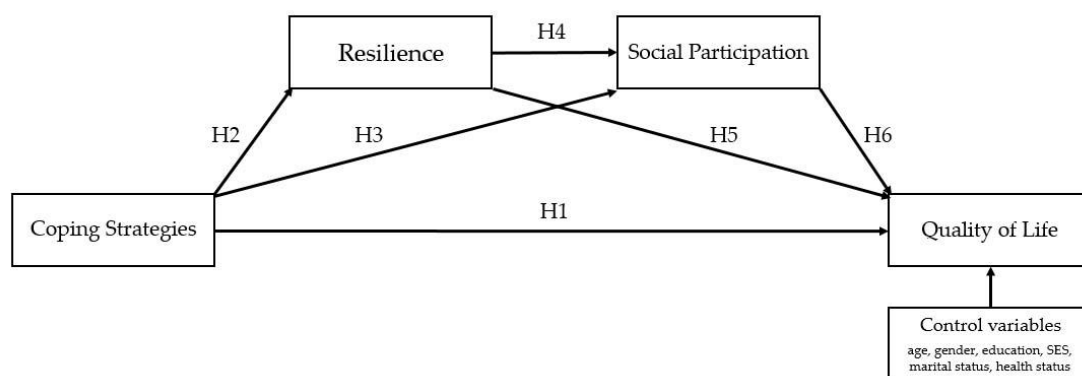 H4
Resilience
Social Participation
H2
H3
H5
H6
H1
Coping Strategies
Quality of Life
Control variables
age, gender, education, SES,
marital status, health status